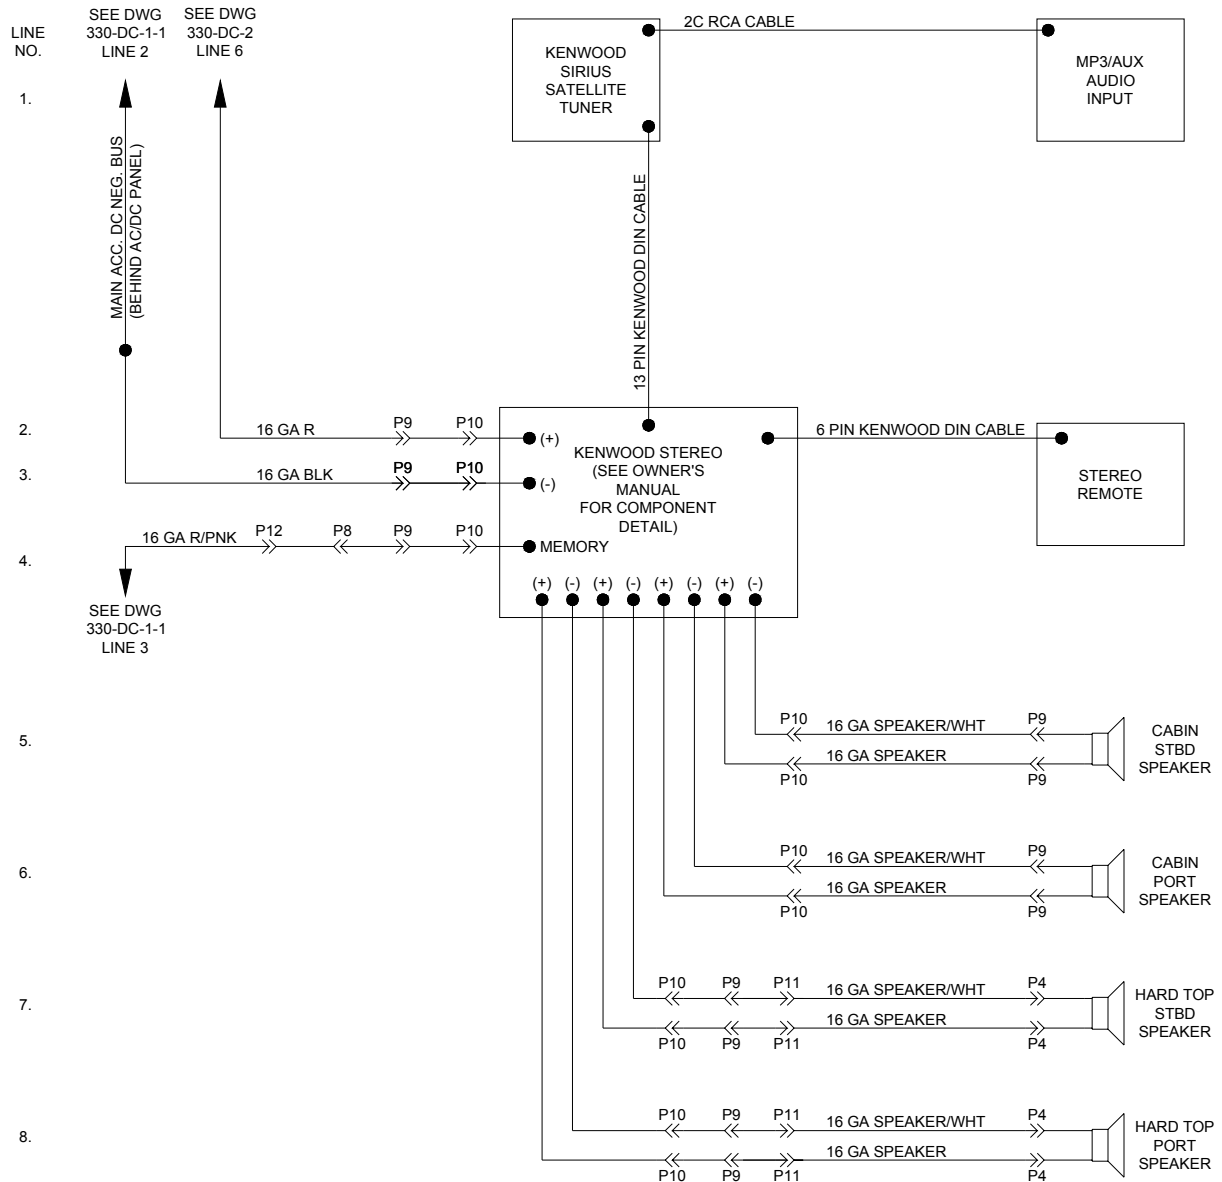 LINE
NO.
SEE DWG
330-DC-1-1
LINE 2
SEE DWG
330-DC-2
LINE 6
KENWOOD
SIRIUS
SATELLITE
TUNER
2C RCA CABLE
MP3/AUX
AUDIO
INPUT
1.
MAIN ACC. DC NEG. BUS
(BEHIND AC/DC PANEL)
13 PIN KENWOOD DIN CABLE
2.
16 GA R
P9
P10
(+)
6 PIN KENWOOD DIN CABLE
3.
16 GA BLK
P9
P10
(-)
KENWOOD STEREO
(SEE OWNER'S
MANUAL
FOR COMPONENT
DETAIL)
STEREO
REMOTE
4.
16 GA R/PNK
P12
P8
P9
P10
MEMORY
SEE DWG
330-DC-1-1
LINE 3
(+) (-) (+) (-) (+) (-) (+) (-)
5.
P10
16 GA SPEAKER/WHT
P9
16 GA SPEAKER
P10
P9
CABIN
STBD
SPEAKER
6.
P10
16 GA SPEAKER/WHT
P9
16 GA SPEAKER
P10
P9
CABIN
PORT
SPEAKER
7.
P10
P9
P11
16 GA SPEAKER/WHT
P4
16 GA SPEAKER
P10
P9
P11
P4
HARD TOP
STBD
SPEAKER
8.
P10
P9
P11
16 GA SPEAKER/WHT
P4
16 GA SPEAKER
P10
P9
P11
P4
HARD TOP
PORT
SPEAKER